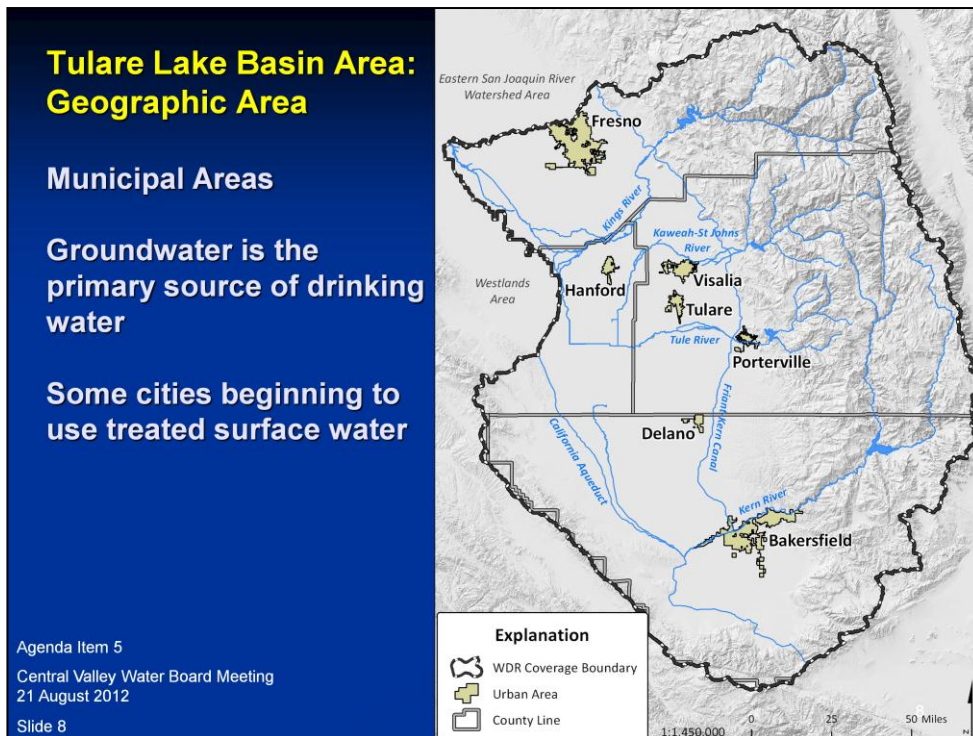 Tulare Lake Basin Area:
Geographic Area
Municipal Areas
Groundwater is the
primary source of drinking
water
Some cities beginning to
use treated surface water
Agenda Item 5
Central Valley Water Board Meeting
21 August 2012
Slide 8
Eastern San Joaquin River
Watershed Area
Fresno
Kings River
Kaweah-St Johns
River
Westlands
Area
Hanford
Visalia
Tulare
Tule River
Porterville
Delano
Friant-Kern Canal
California Aqueduct
Kern River
Bakersfield
Explanation
WDR Coverage Boundary
Urban Area
County Line
8
0 25 50 Miles
1:1,450,000